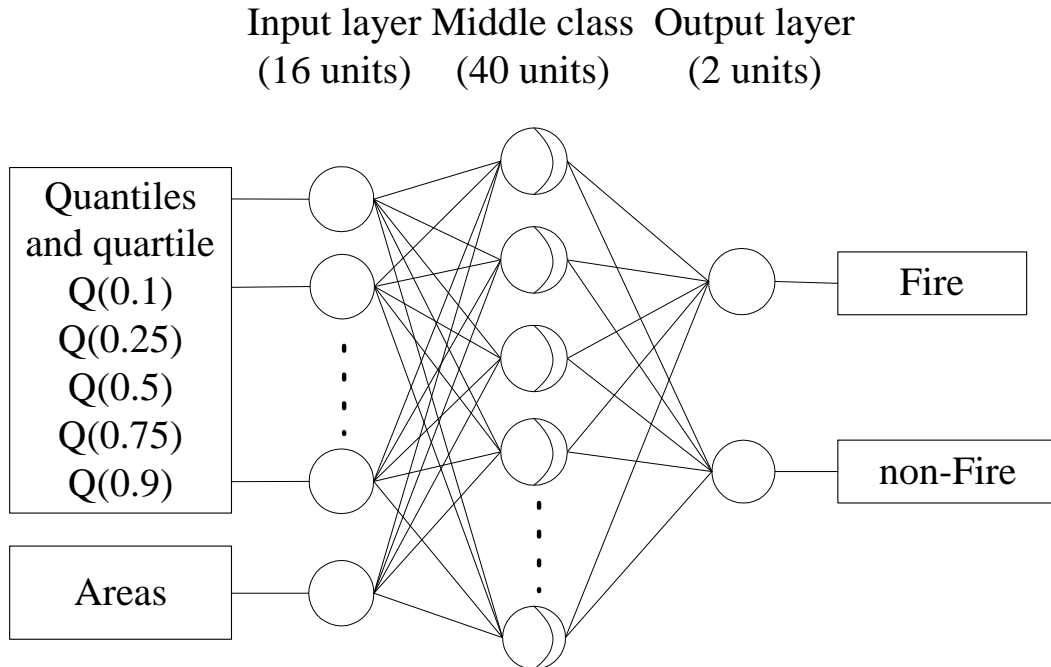 Input layer Middle class Output layer
(16 units) (40 units) (2 units)
Quantiles
and quartile
Q(0.1)
Q(0.25)
Q(0.5)
Q(0.75)
Q(0.9)
Areas
Fire
non-Fire